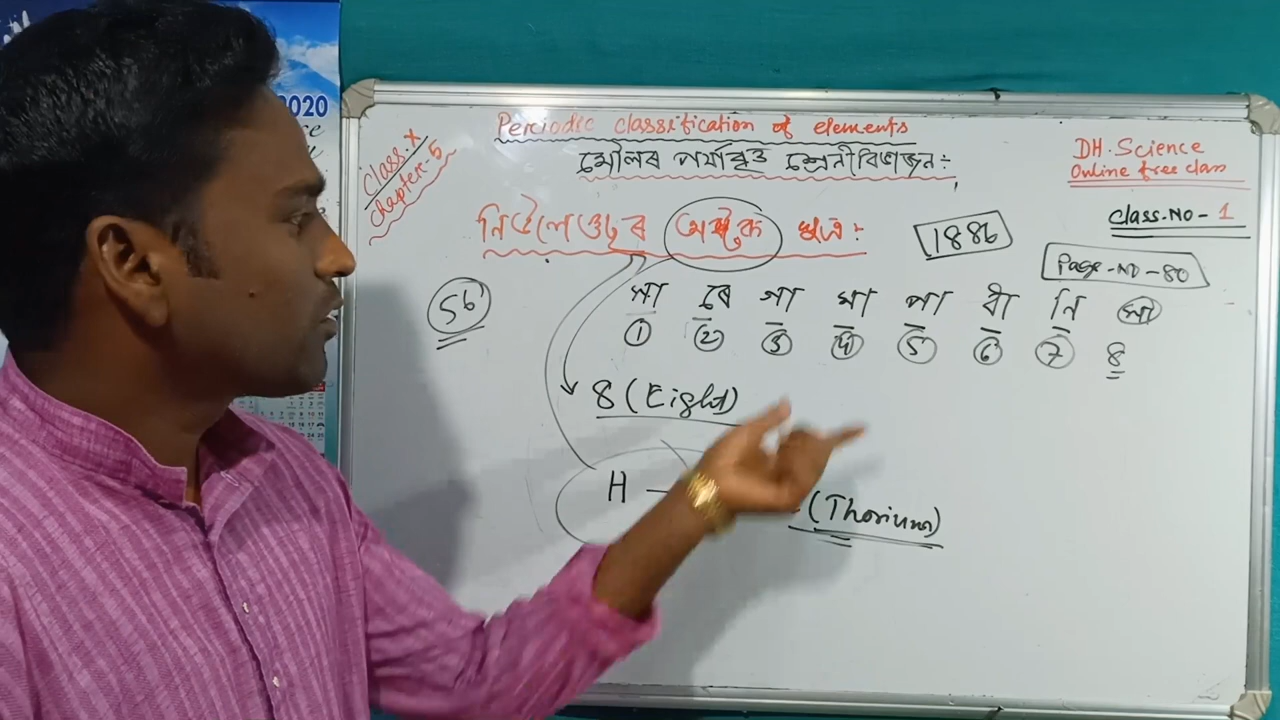 2020
Class-X
Chapter-5
Periodic classification of elements
মৌলৰ পৰ্যাবৃত্ত শ্ৰেণীবিভাজন:-
DH. Science
Online free class
Class-NO-1
নিউলেণ্ডৰ অষ্টক সূত্ৰ:-
1886
Page-NO-80
56
সা ৰে গা মা পা ধা নি সা
1 2 3 4 5 6 7 8
8 (Eight)
H - (Thorium)